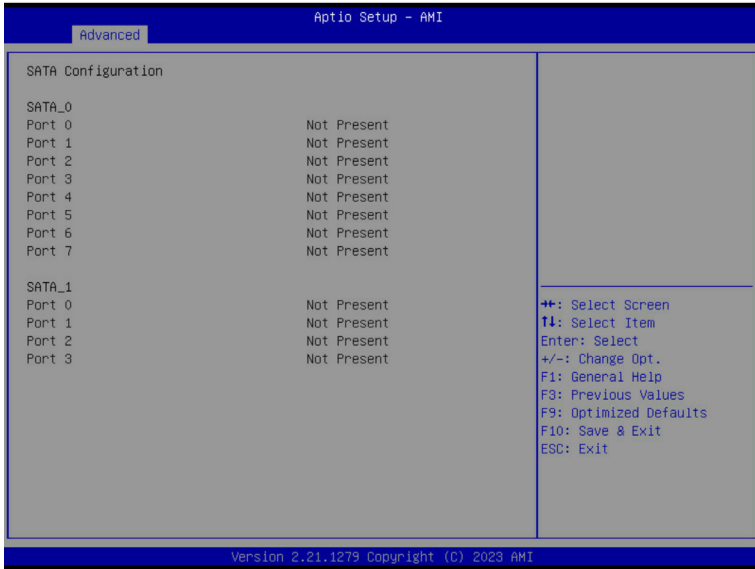 Aptio Setup – AMI
Advanced
SATA Configuration
SATA_0
Port 0 Not Present
Port 1 Not Present
Port 2 Not Present
Port 3 Not Present
Port 4 Not Present
Port 5 Not Present
Port 6 Not Present
Port 7 Not Present
SATA_1
Port 0 Not Present
Port 1 Not Present
Port 2 Not Present
Port 3 Not Present
→←: Select Screen
↑↓: Select Item
Enter: Select
+/-: Change Opt.
F1: General Help
F3: Previous Values
F9: Optimized Defaults
F10: Save & Exit
ESC: Exit
Version 2.21.1279 Copyright (C) 2023 AMI